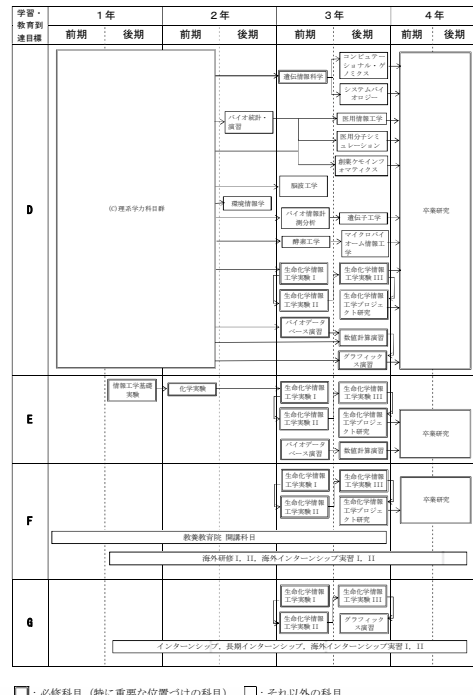 学習・
教育到
達目標
1年
2年
3年
4年
前期
後期
前期
後期
前期
後期
前期
後期
D
(C)理系学力科目群
バイオ統計・
演習
環境情報学
遺伝情報科学
コンピュテー
ショナル・ゲ
ノミクス
システムバイ
オロジー
医用情報工学
医用分子シミ
ュレーション
創薬ケモインフ
ォマティクス
脳波工学
バイオ情報計
測分析
遺伝子工学
酵素工学
マイクロバイ
オーム情報工
学
生命化学情報
工学実験 I
生命化学情報
工学実験 III
生命化学情報
工学実験 II
生命化学情報
工学プロジェ
クト研究
バイオデータ
ベース演習
数値計算演習
グラフィック
ス演習
卒業研究
E
情報工学基礎
実験
化学実験
生命化学情報
工学実験 I
生命化学情報
工学実験 III
生命化学情報
工学実験 II
生命化学情報
工学プロジェ
クト研究
バイオデータ
ベース演習
数値計算演習
卒業研究
F
生命化学情報
工学実験 I
生命化学情報
工学実験 III
生命化学情報
工学実験 II
生命化学情報
工学プロジェ
クト研究
卒業研究
教養教育院 開講科目
海外研修 I, II, 海外インターンシップ実習 I, II
G
生命化学情報
工学実験 I
生命化学情報
工学実験 III
生命化学情報
工学実験 II
グラフィック
ス演習
インターンシップ, 長期インターンシップ, 海外インターンシップ実習 I, II
:必修科目(特に重要な位置づけの科目)
:それ以外の科目